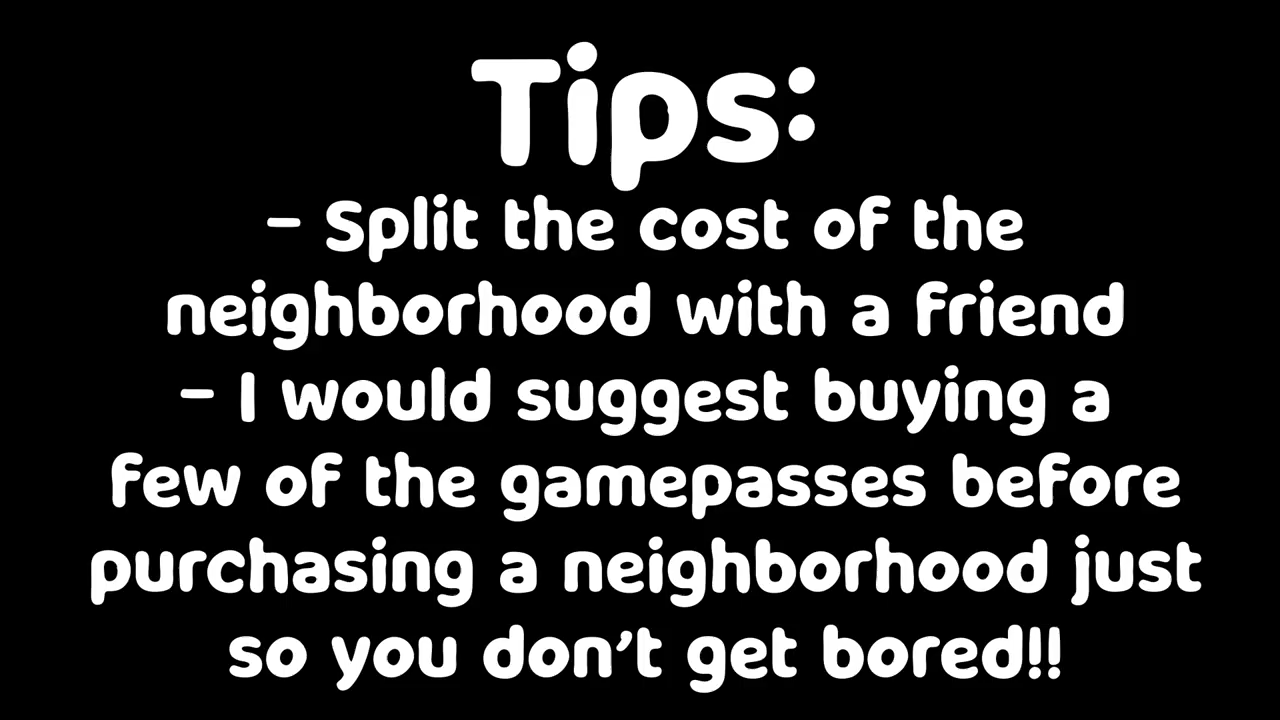 Tips:
- Split the cost of the
neighborhood with a friend
- I would suggest buying a
few of the gamepasses before
purchasing a neighborhood just
so you don't get bored!!